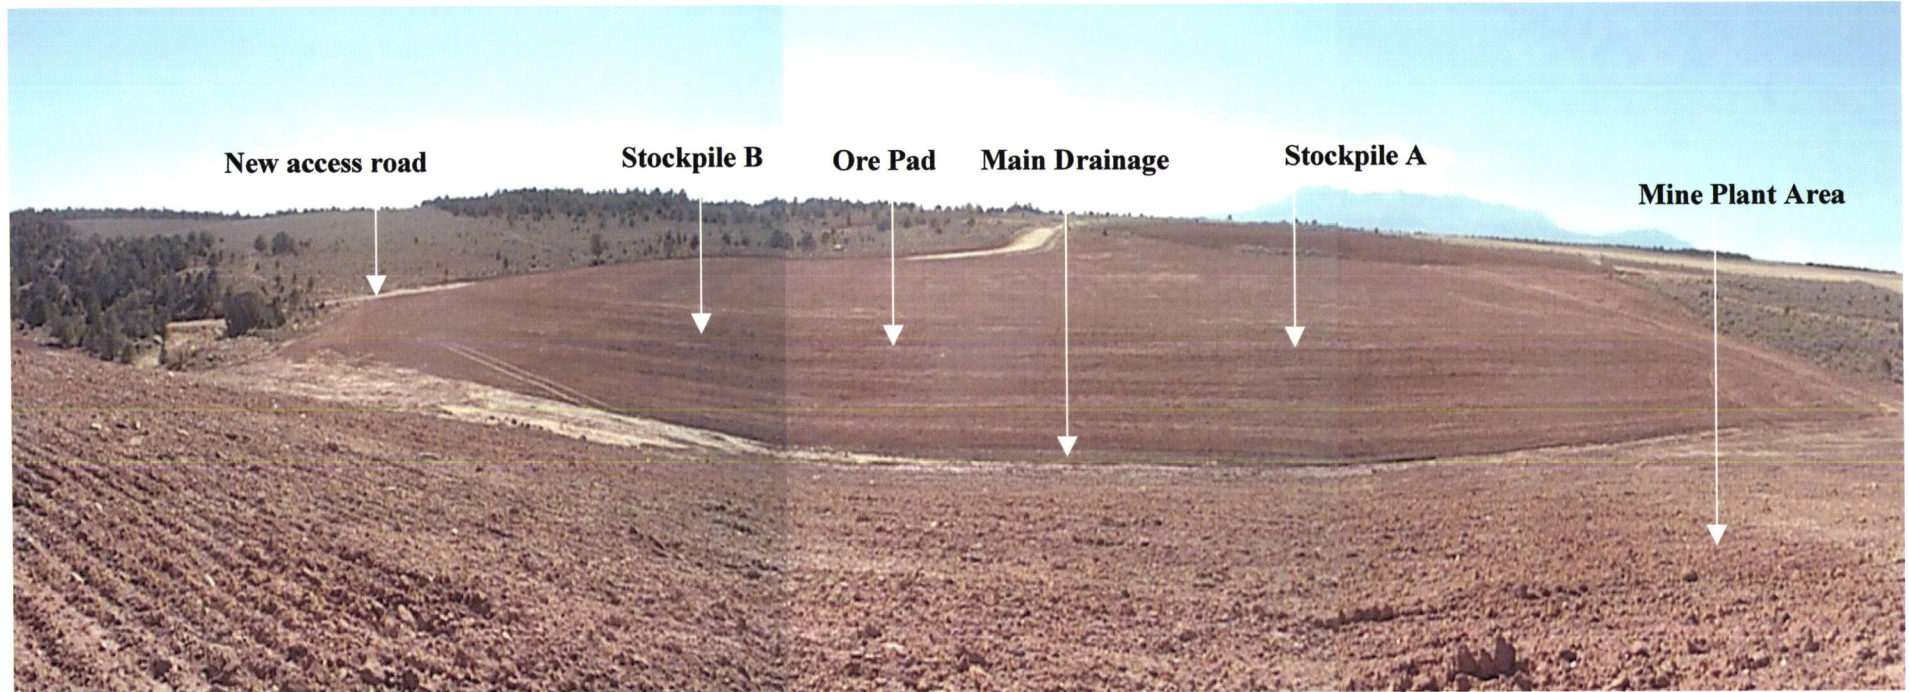 New access road
Stockpile B
Ore Pad
Main Drainage
Stockpile A
Mine Plant Area